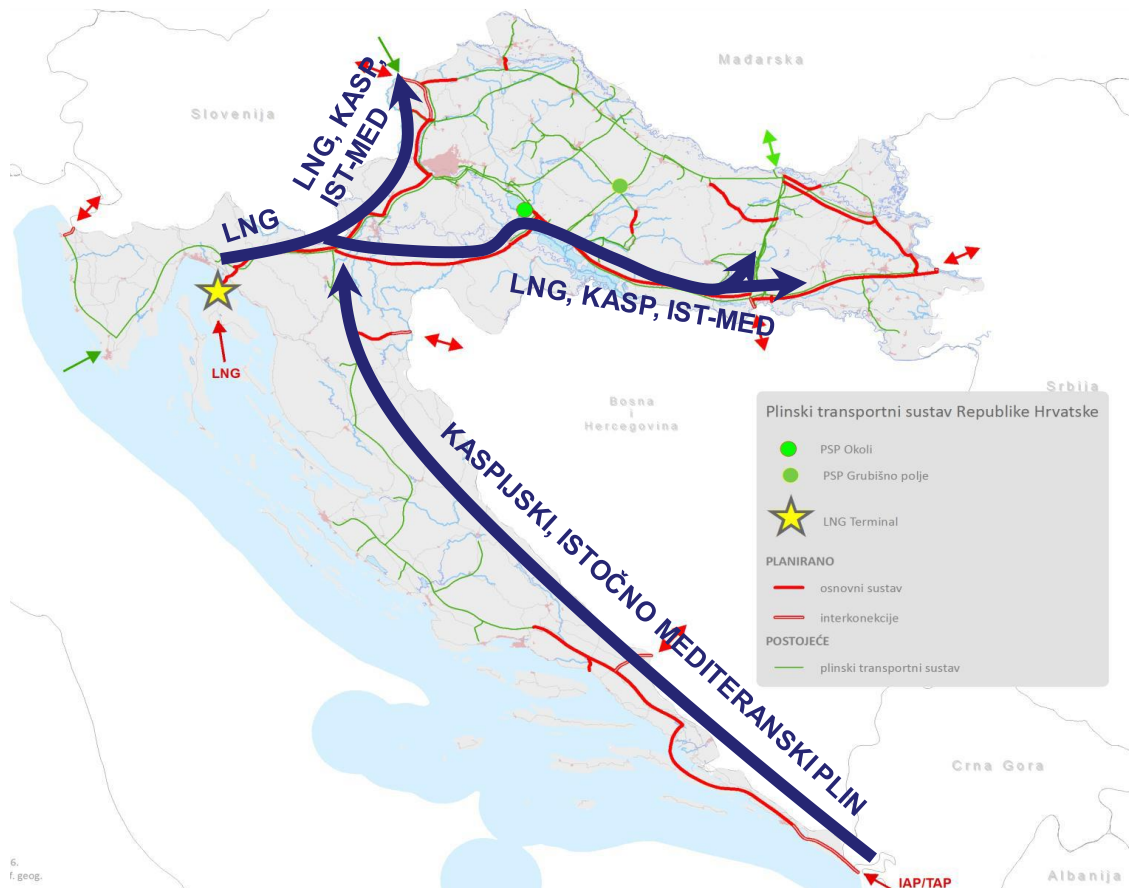 Mađarska
Slovenija
LNG, KASP,
IST-MED
LNG
LNG, KASP, IST-MED
LNG
Bosna
i
Hercegovina
Srbija
KASPIJSKI, ISTOČNO MEDITERANSKI PLIN
Plinski transportni sustav Republike Hrvatske
PSP Okoli
PSP Grubišno polje
LNG Terminal
PLANIRANO
osnovni sustav
interkonekcije
POSTOJEĆE
plinski transportni sustav
Crna Gora
6.
f. geog.
IAP/TAP
Albanija